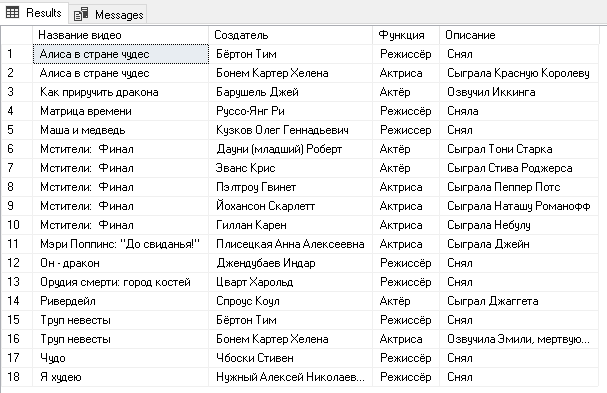 Results Messages
Название видео Создатель Функция Описание
1 Алиса в стране чудес Бёртон Тим Режиссёр Снял
2 Алиса в стране чудес Бонем Картер Хелена Актриса Сыграла Красную Королеву
3 Как приручить дракона Барушель Джей Актёр Озвучил Иккинга
4 Матрица времени Руссо-Янг Ри Режиссёр Сняла
5 Маша и медведь Кузков Олег Геннадьевич Режиссёр Снял
6 Мстители: Финал Дауни (младший) Роберт Актёр Сыграл Тони Старка
7 Мстители: Финал Эванс Крис Актёр Сыграл Стива Роджерса
8 Мстители: Финал Пэлтроу Гвинет Актриса Сыграла Пеппер Потс
9 Мстители: Финал Йохансон Скарлетт Актриса Сыграла Наташу Романофф
10 Мстители: Финал Гиллан Карен Актриса Сыграла Небулу
11 Мэри Поппинс: "До свиданья!" Плисецкая Анна Алексеевна Актриса Сыграла Джейн
12 Он - дракон Джендубаев Индар Режиссёр Снял
13 Орудия смерти: город костей Цварт Харольд Режиссёр Снял
14 Ривердейл Спроус Коул Актёр Сыграл Джаггета
15 Труп невесты Бёртон Тим Режиссёр Снял
16 Труп невесты Бонем Картер Хелена Актриса Озвучила Эмили, мертвую...
17 Чудо Чбоски Стивен Режиссёр Снял
18 Я худею Нужный Алексей Николаев... Режиссёр Снял